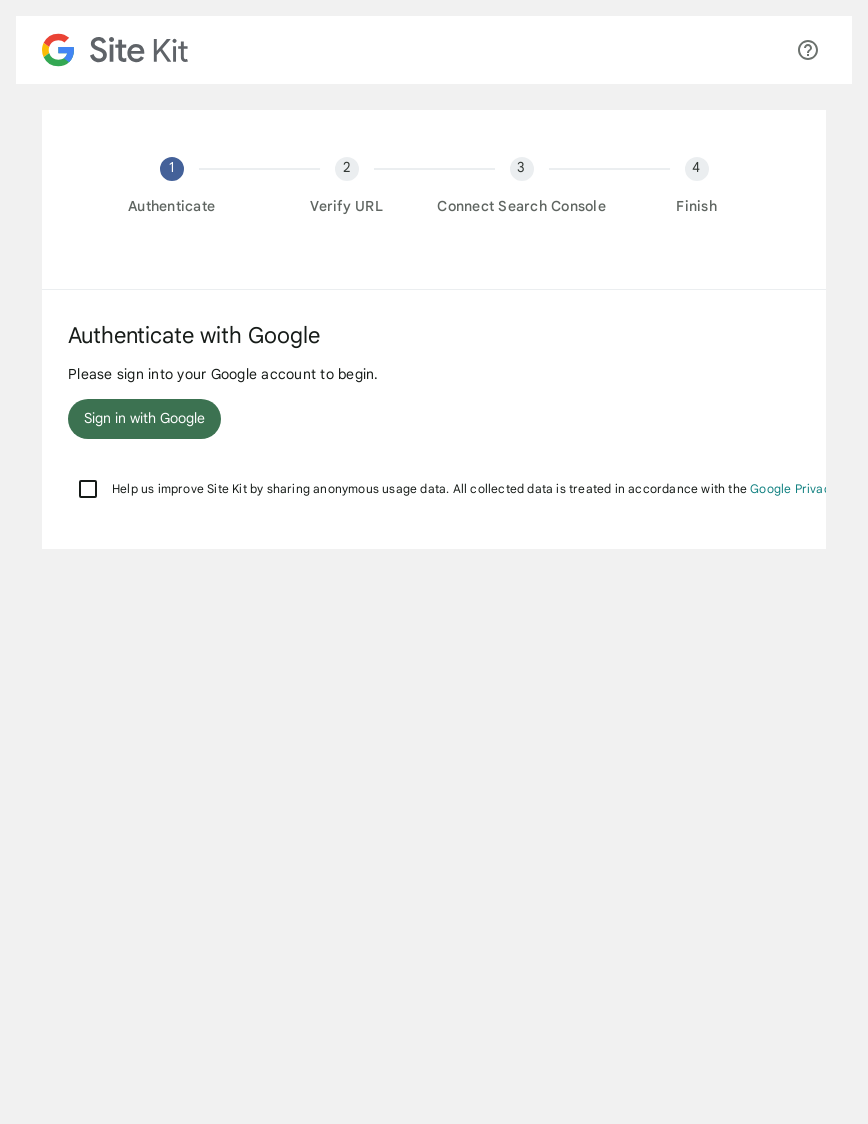 Site Kit
1
2
3
4
Authenticate
Verify URL
Connect Search Console
Finish
Authenticate with Google
Please sign into your Google account to begin.
Sign in with Google
Help us improve Site Kit by sharing anonymous usage data. All collected data is treated in accordance with the Google